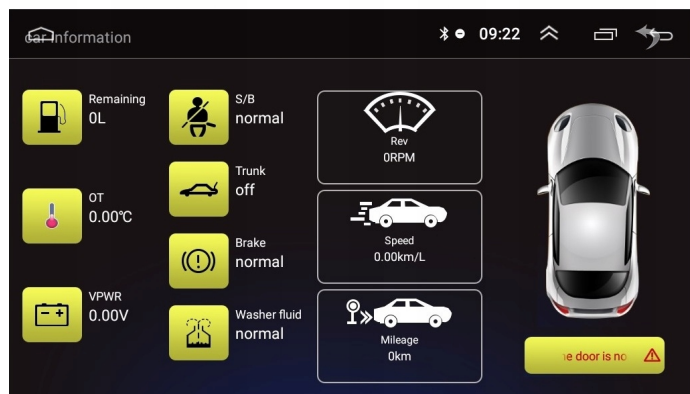 car Information
09:22
Remaining
0L
OT
0.00℃
VPWR
0.00V
S/B
normal
Trunk
off
Brake
normal
Washer fluid
normal
Rev
0RPM
Speed
0.00km/L
Mileage
0km
e door is no